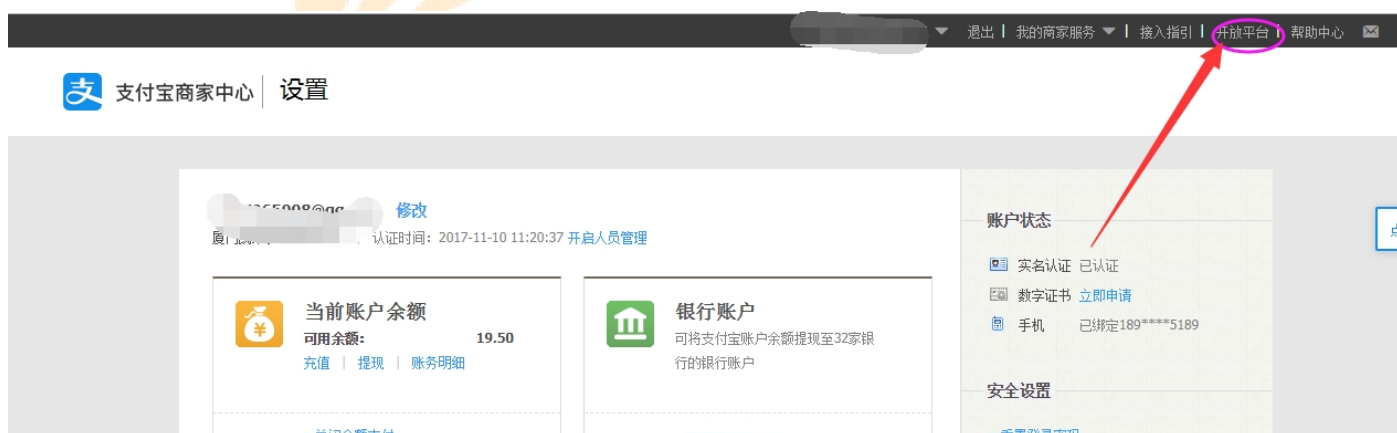 退出 我的商家服务 接入指引 开放平台 帮助中心
支付宝商家中心 设置
修改
认证时间：2017-11-10 11:20:37 开启人员管理
账户状态
实名认证 已认证
数字证书 立即申请
手机 已绑定189****5189
当前账户余额
可用余额: 19.50
充值 | 提现 | 账务明细
银行账户
可将支付宝账户余额提现至32家银
行的银行账户
安全设置